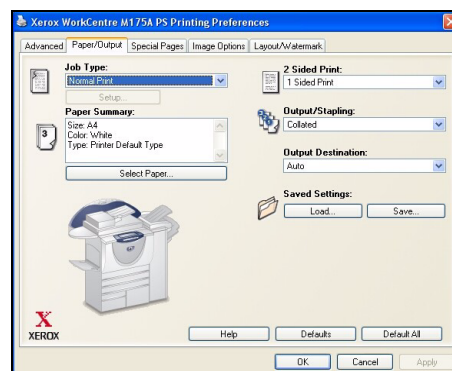 Xerox WorkCentre M175A PS Printing Preferences
Advanced
Paper/Output
Special Pages
Image Options
Layout/Watermark
Job Type:
Normal Print
Setup...
Paper Summary:
Size: A4
Color: White
Type: Printer Default Type
Select Paper...
2 Sided Print:
1 Sided Print
Output/Stapling:
Collated
Output Destination:
Auto
Saved Settings:
Load...
Save...
3
X
XEROX
Help
Defaults
Default All
OK
Cancel
Apply